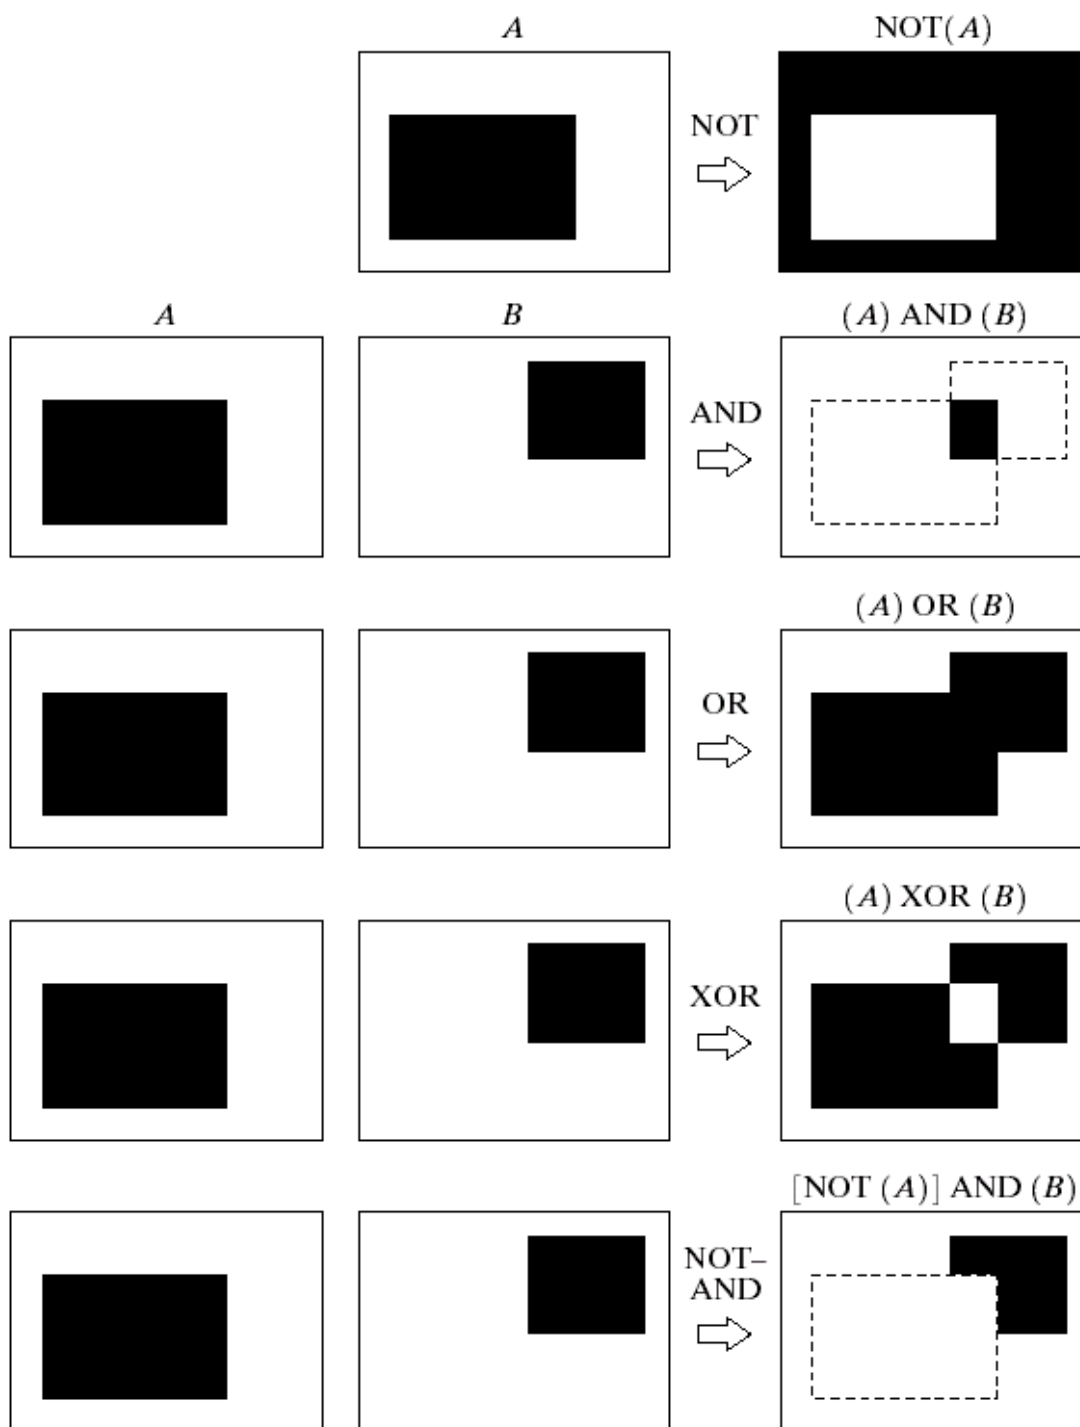 A
NOT(A)
NOT
A
B
(A) AND (B)
AND
(A) OR (B)
OR
(A) XOR (B)
XOR
[NOT (A)] AND (B)
NOT–
AND